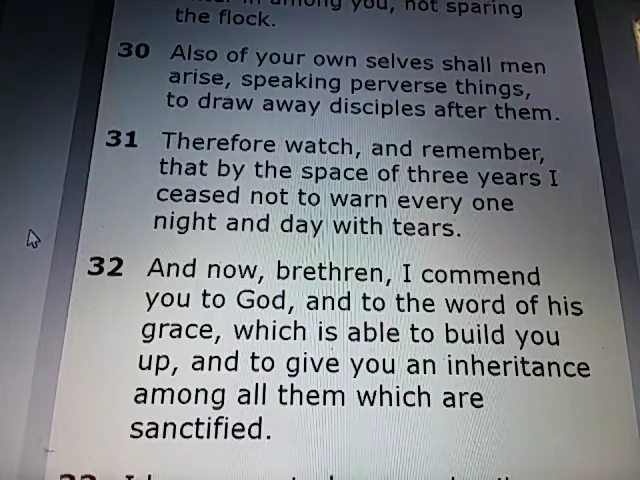 among you, not sparing
the flock.
30 Also of your own selves shall men
arise, speaking perverse things,
to draw away disciples after them.
31 Therefore watch, and remember,
that by the space of three years I
ceased not to warn every one
night and day with tears.
32 And now, brethren, I commend
you to God, and to the word of his
grace, which is able to build you
up, and to give you an inheritance
among all them which are
sanctified.